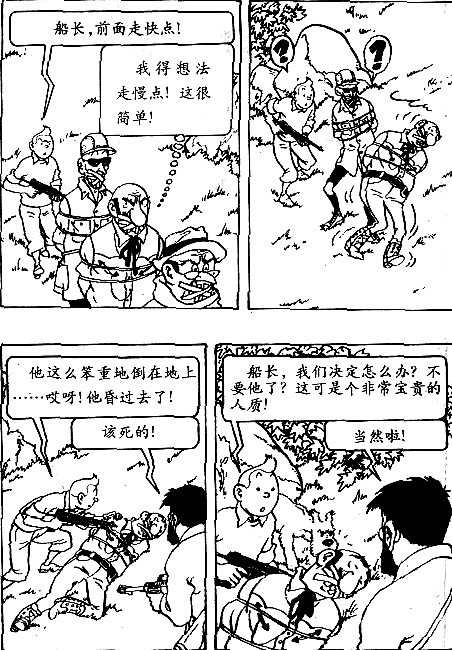 船长,前面走快点!
我得想法
走慢点!这很
简单!
?
?
他这么笨重地倒在地上
……哎呀!他昏过去了!
该死的!
船长,我们决定怎么办?不
要他了?这可是个非常宝贵的
人质!
当然啦!